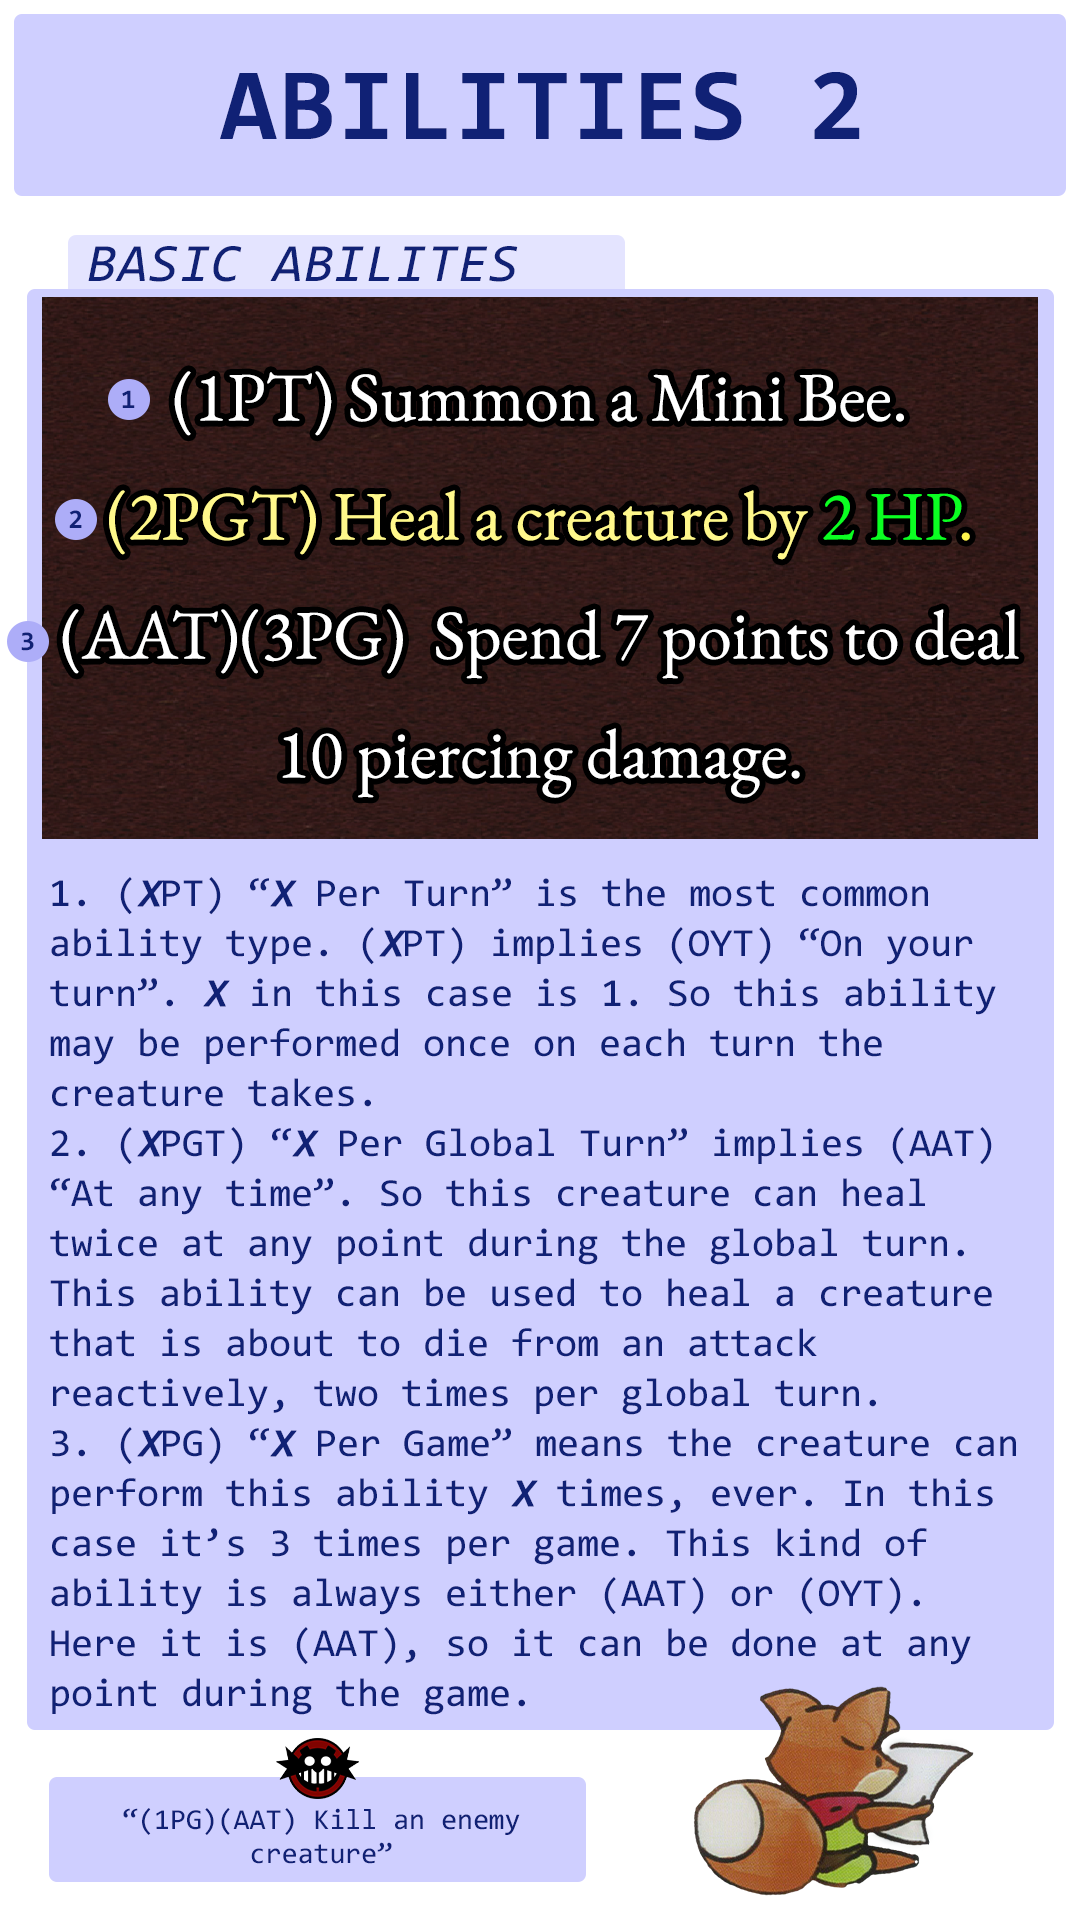 ABILITIES 2
BASIC ABILITES
1 (1PT) Summon a Mini Bee.
2 (2PGT) Heal a creature by 2 HP.
3 (AAT)(3PG) Spend 7 points to deal
10 piercing damage.
1. (XPT) “X Per Turn” is the most common
ability type. (XPT) implies (OYT) “On your
turn”. X in this case is 1. So this ability
may be performed once on each turn the
creature takes.
2. (XPGT) “X Per Global Turn” implies (AAT)
“At any time”. So this creature can heal
twice at any point during the global turn.
This ability can be used to heal a creature
that is about to die from an attack
reactively, two times per global turn.
3. (XPG) “X Per Game” means the creature can
perform this ability X times, ever. In this
case it’s 3 times per game. This kind of
ability is always either (AAT) or (OYT).
Here it is (AAT), so it can be done at any
point during the game.
“(1PG)(AAT) Kill an enemy
creature”